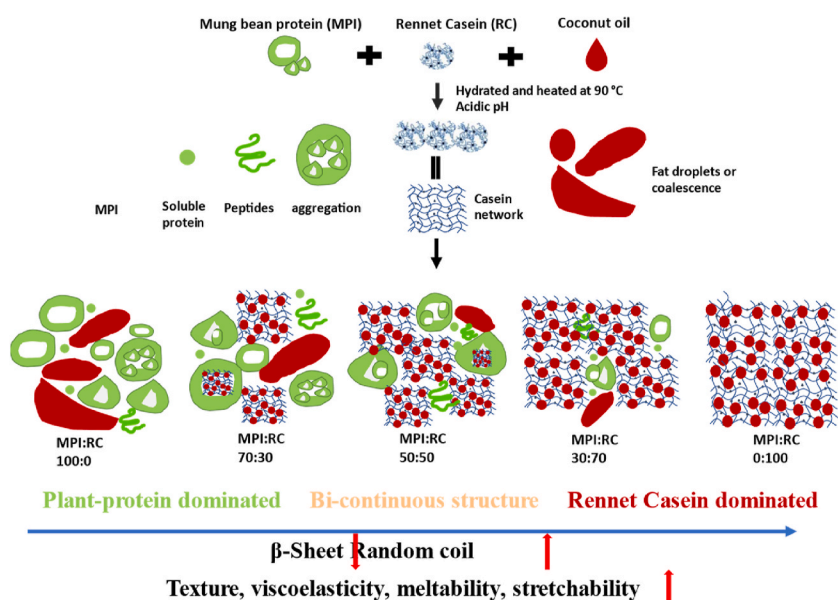 Mung bean protein (MPI)
Rennet Casein (RC)
Coconut oil
Hydrated and heated at 90 °C
Acidic pH
MPI
Soluble
protein
Peptides
aggregation
Casein
network
Fat droplets or
coalescence
MPI:RC
100:0
MPI:RC
70:30
MPI:RC
50:50
MPI:RC
30:70
MPI:RC
0:100
Plant-protein dominated
Bi-continuous structure
Rennet Casein dominated
β-Sheet Random coil
Texture, viscoelasticity, meltability, stretchability